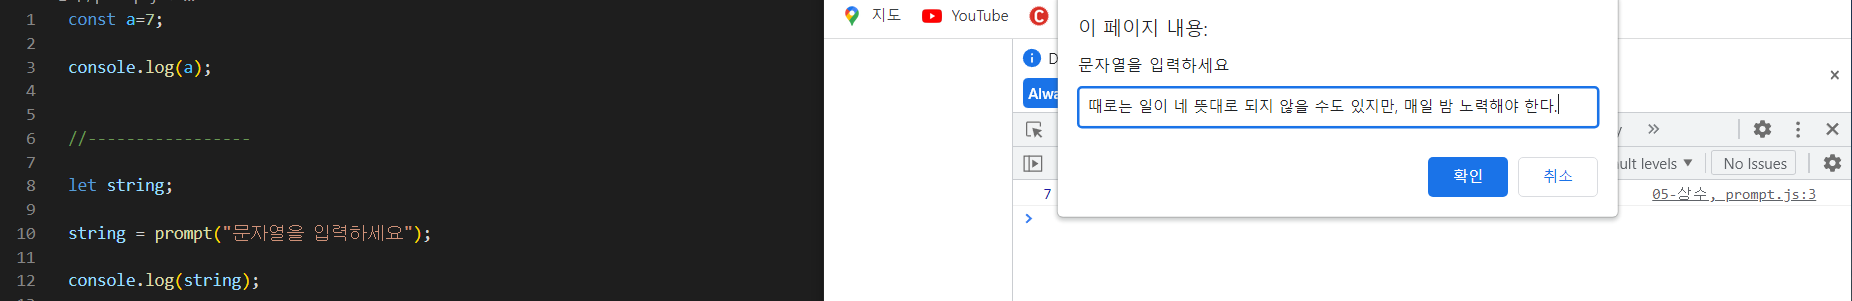 1 const a=7;
2
3 console.log(a);
4
5
6 //-----------------
7
8 let string;
9
10 string = prompt("문자열을 입력하세요");
11
12 console.log(string);
지도 YouTube
이 페이지 내용:
문자열을 입력하세요
때로는 일이 네 뜻대로 되지 않을 수도 있지만, 매일 밤 노력해야 한다.
확인 취소
No Issues
7 05-상수, prompt.js:3